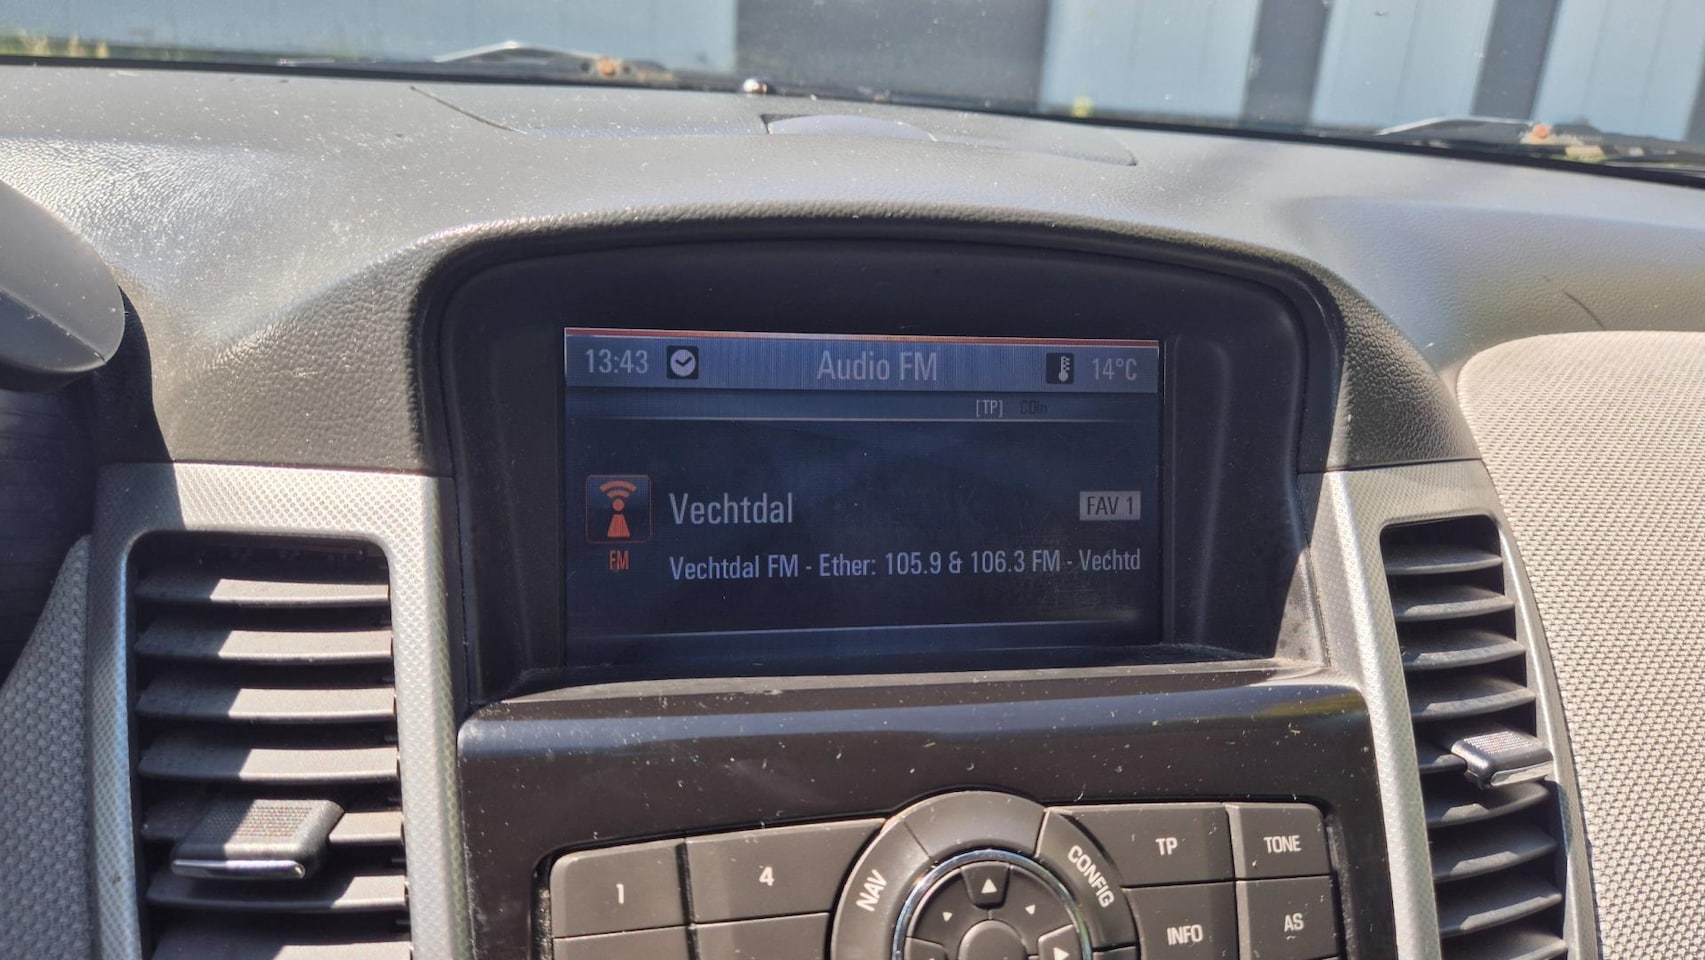 13:43 Audio FM 14°C
[TP] COm
Vechtdal FAV 1
FM
Vechtdal FM - Ether: 105.9 & 106.3 FM - Vechtd
NAV CONFIG
1 4 TP TONE
INFO AS